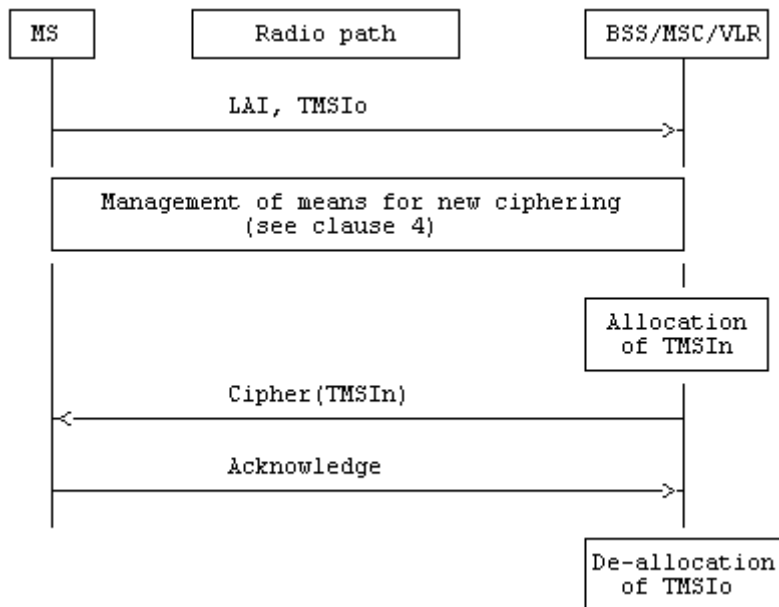 MS
Radio path
BSS/MSC/VLR
LAI, TMSIo
Management of means for new ciphering
(see clause 4)
Allocation
of TMSIn
Cipher(TMSIn)
Acknowledge
De-allocation
of TMSIo